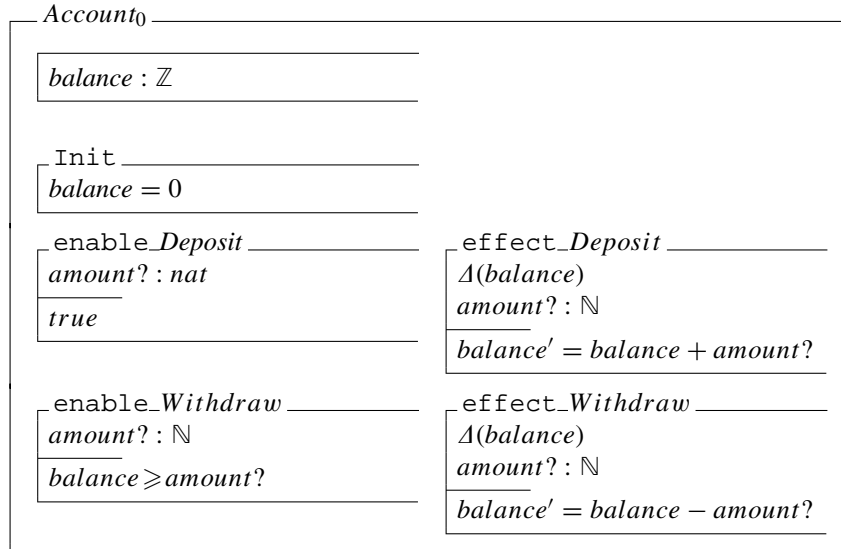 Account₀
balance : ℤ
Init
balance = 0
enable_Deposit
amount? : nat
true
effect_Deposit
Δ(balance)
amount? : ℕ
balance′ = balance + amount?
enable_Withdraw
amount? : ℕ
balance ⩾ amount?
effect_Withdraw
Δ(balance)
amount? : ℕ
balance′ = balance − amount?